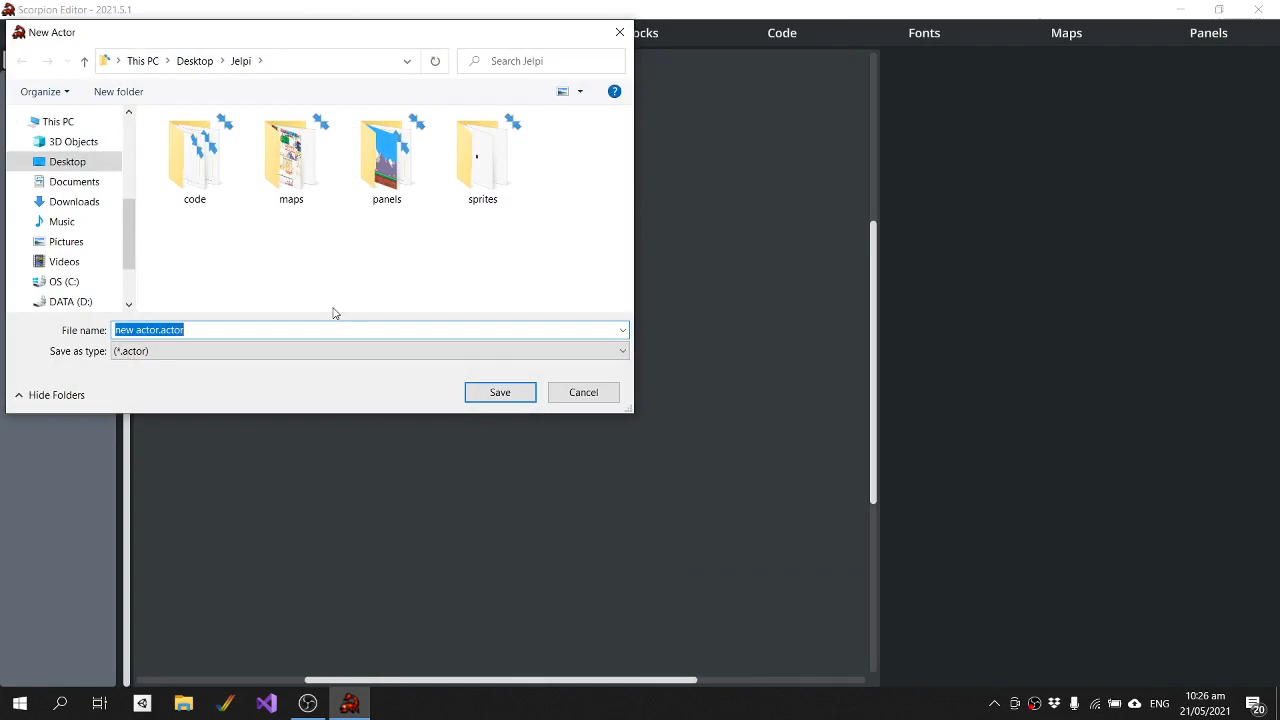 Scorpion Editor - 2021.5.1
New Actor
ocks
Code
Fonts
Maps
Panels
This PC
Desktop
Jelpi
Search Jelpi
Organize
New folder
This PC
3D Objects
Desktop
Documents
Downloads
Music
Pictures
Videos
OS (C:)
DATA (D:)
code
maps
panels
sprites
File name:
new actor.actor
Save as type:
(*.actor)
Hide Folders
Save
Cancel
ENG
10:26 am
21/05/2021
20